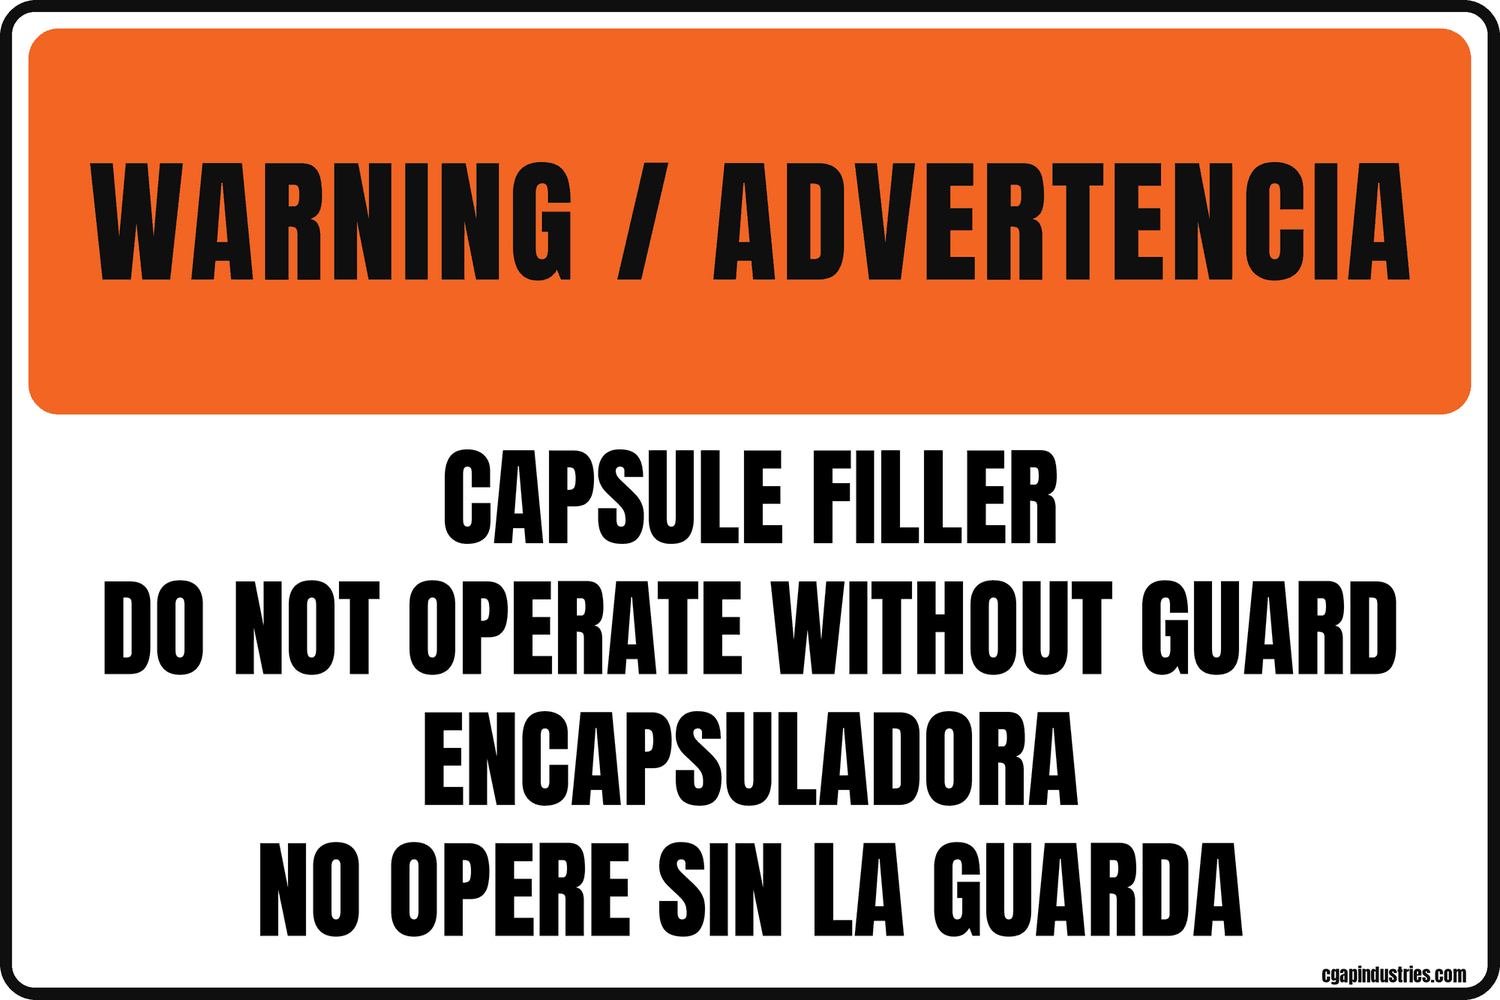 WARNING / ADVERTENCIA
CAPSULE FILLER
DO NOT OPERATE WITHOUT GUARD
ENCAPSULADORA
NO OPERE SIN LA GUARDA
cgapindustries.com